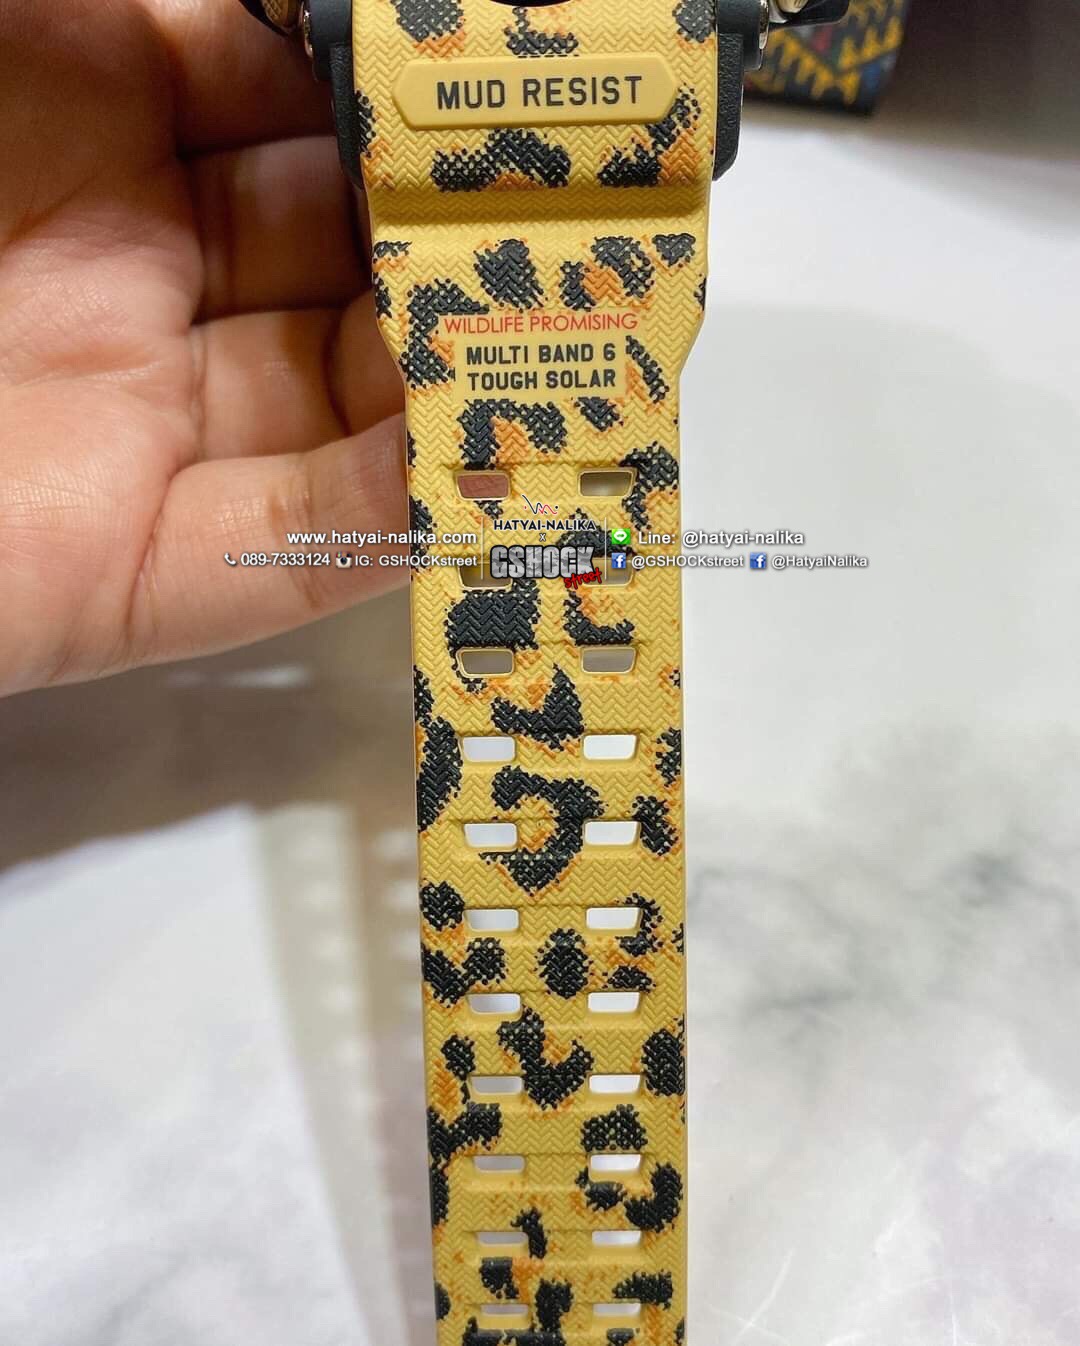 MUD RESIST
WILDLIFE PROMISING
MULTI BAND 6
TOUGH SOLAR
www.hatyai-nalika.com
089-7333124 IG: GSHOCKstreet
HATYAI-NALIKA
X
GSHOCK
street
LINE Line: @hatyai-nalika
@GSHOCKstreet @HatyaiNalika